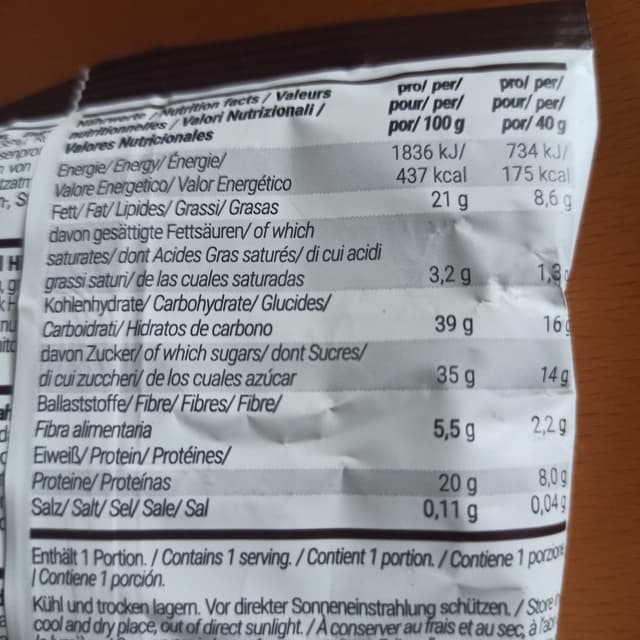 Nährwerte / Nutrition facts / Valeurs
nutritionnelles / Valori Nutrizionali /
Valores Nutricionales
pro/ per/
pour/ per/
por/ 100 g
pro/ per/
pour/ per/
por/ 40 g
Energie/ Energy/ Énergie/
Valore Energetico/ Valor Energético
1836 kJ/ 734 kJ/
437 kcal 175 kcal
Fett/ Fat/ Lipides/ Grassi/ Grasas 21 g 8,6 g
davon gesättigte Fettsäuren/ of which
saturates/ dont Acides Gras saturés/ di cui acidi
grassi saturi/ de las cuales saturadas 3,2 g 1,3g
Kohlenhydrate/ Carbohydrate/ Glucides/
Carboidrati/ Hidratos de carbono 39 g 16g
davon Zucker/ of which sugars/ dont Sucres/
di cui zuccheri/ de los cuales azúcar 35 g 14 g
Ballaststoffe/ Fibre/ Fibres/ Fibre/
Fibra alimentaria 5,5 g 2,2 g
Eiweiß/ Protein/ Protéines/
Proteine/ Proteínas 20 g 8,0 g
Salz/ Salt/ Sel/ Sale/ Sal 0,11 g 0,04 g
Enthält 1 Portion. / Contains 1 serving. / Contient 1 portion. / Contiene 1 porzione
/ Contiene 1 porción.
Kühl und trocken lagern. Vor direkter Sonneneinstrahlung schützen. / Store
cool and dry place, out of direct sunlight. / À conserver au frais et au sec, à